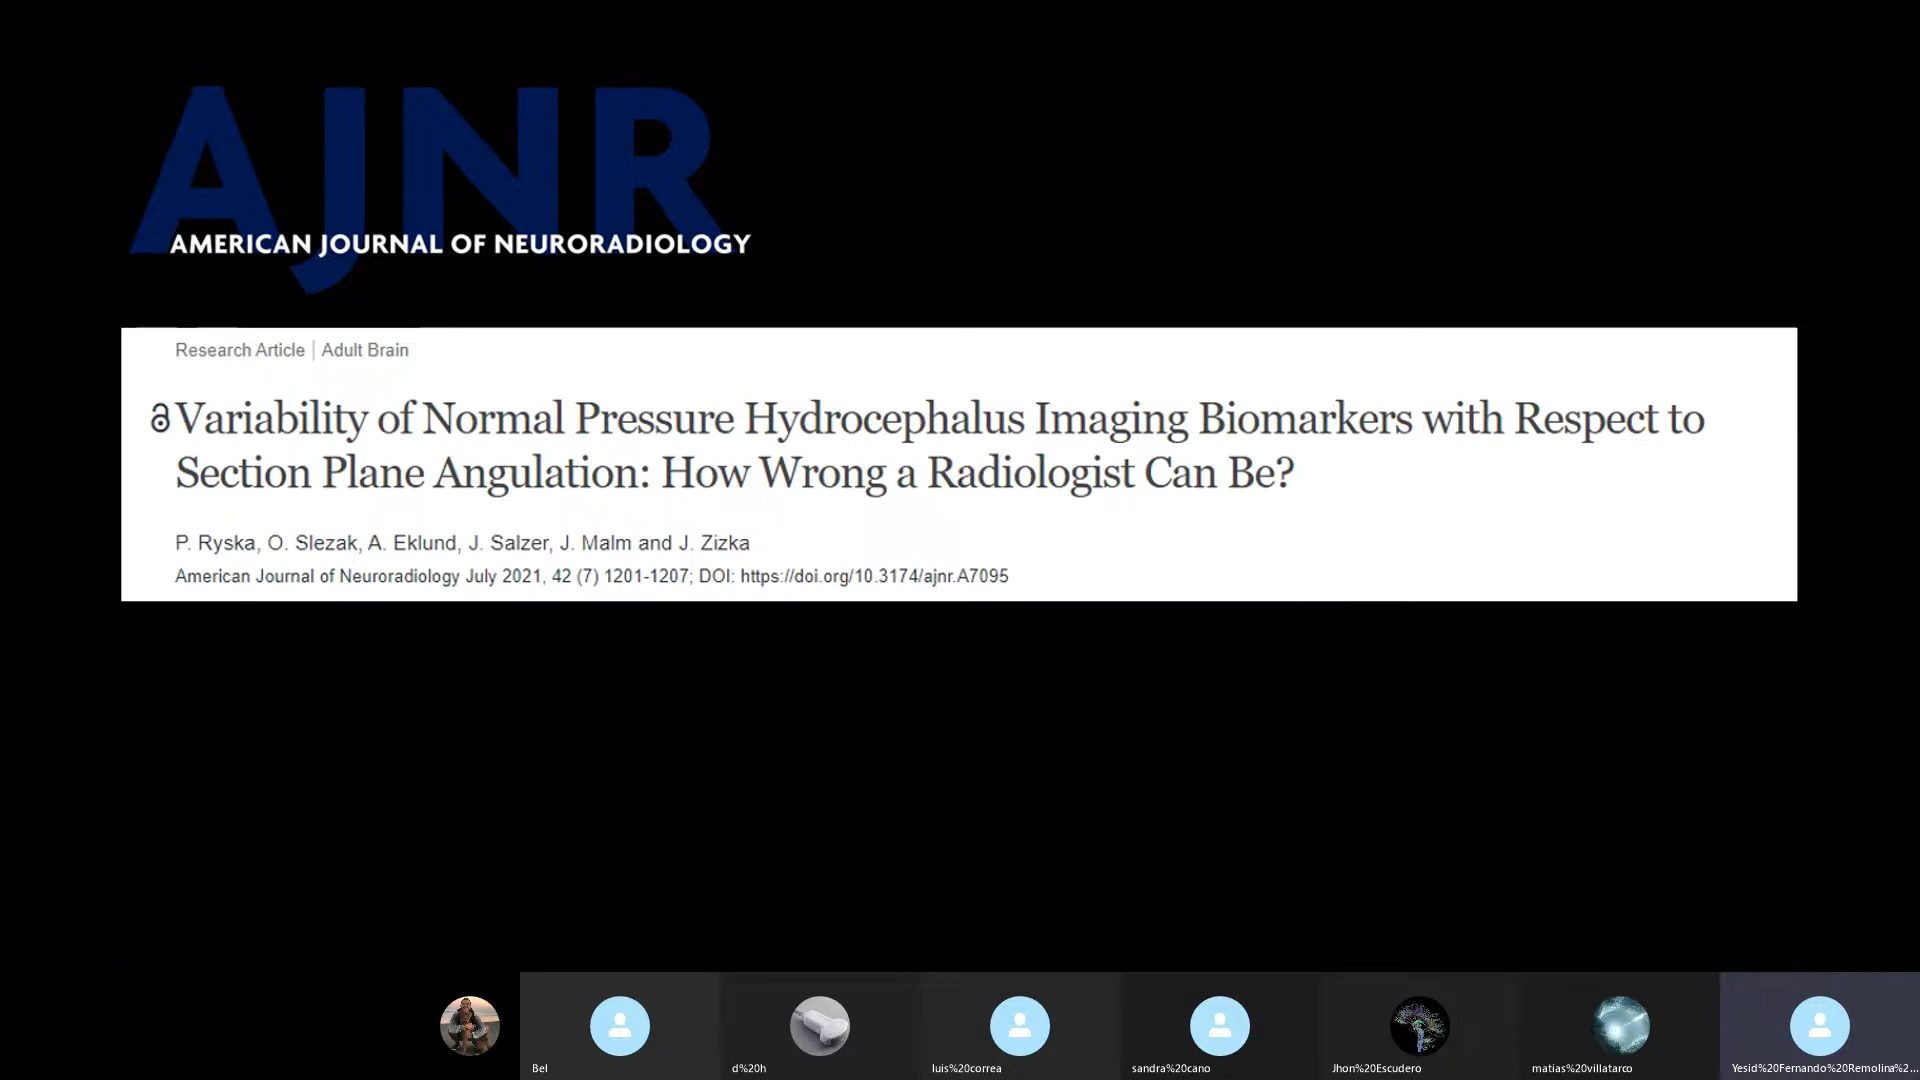 AJNR
AMERICAN JOURNAL OF NEURORADIOLOGY
Research Article | Adult Brain
Variability of Normal Pressure Hydrocephalus Imaging Biomarkers with Respect to
Section Plane Angulation: How Wrong a Radiologist Can Be?
P. Ryska, O. Slezak, A. Eklund, J. Salzer, J. Malm and J. Zizka
American Journal of Neuroradiology July 2021, 42 (7) 1201-1207; DOI: https://doi.org/10.3174/ajnr.A7095
Bel
d%20h
luis%20correa
sandra%20cano
Jhon%20Escudero
matias%20villatarco
Yesid%20Fernando%20Remolina%2...